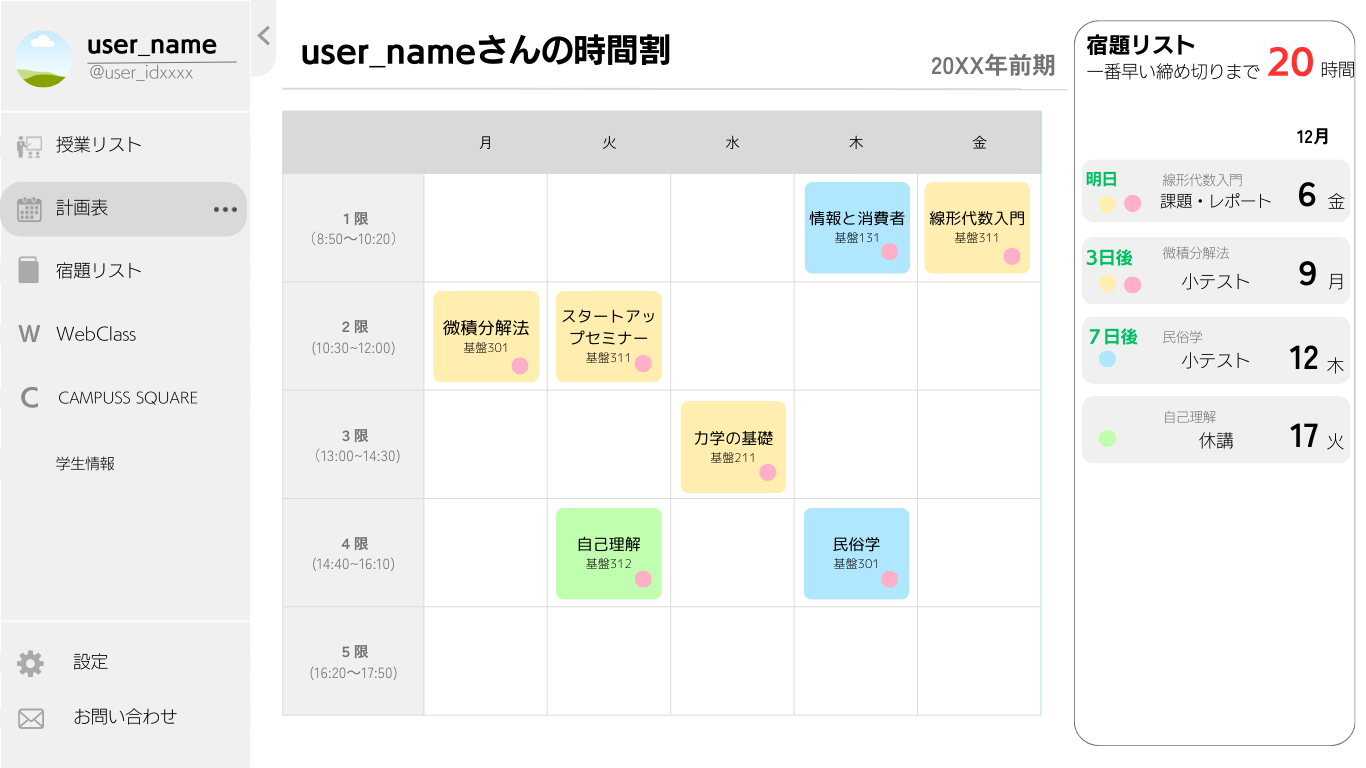 user_name
@user_idxxxx
授業リスト
計画表
宿題リスト
W WebClass
C CAMPUSS SQUARE
学生情報
設定
お問い合わせ
user_nameさんの時間割
20XX年前期
月 火 水 木 金
1 限
(8:50〜10:20)
情報と消費者
基盤131
線形代数入門
基盤311
2 限
(10:30~12:00)
微積分解法
基盤301
スタートアッ
プセミナー
基盤311
3 限
(13:00~14:30)
力学の基礎
基盤211
4 限
(14:40~16:10)
自己理解
基盤312
民俗学
基盤301
5 限
(16:20〜17:50)
宿題リスト
一番早い締め切りまで 20 時間
12月
明日
線形代数入門
課題・レポート
6 金
3日後
微積分解法
小テスト
9 月
7日後
民俗学
小テスト
12 木
自己理解
休講
17 火